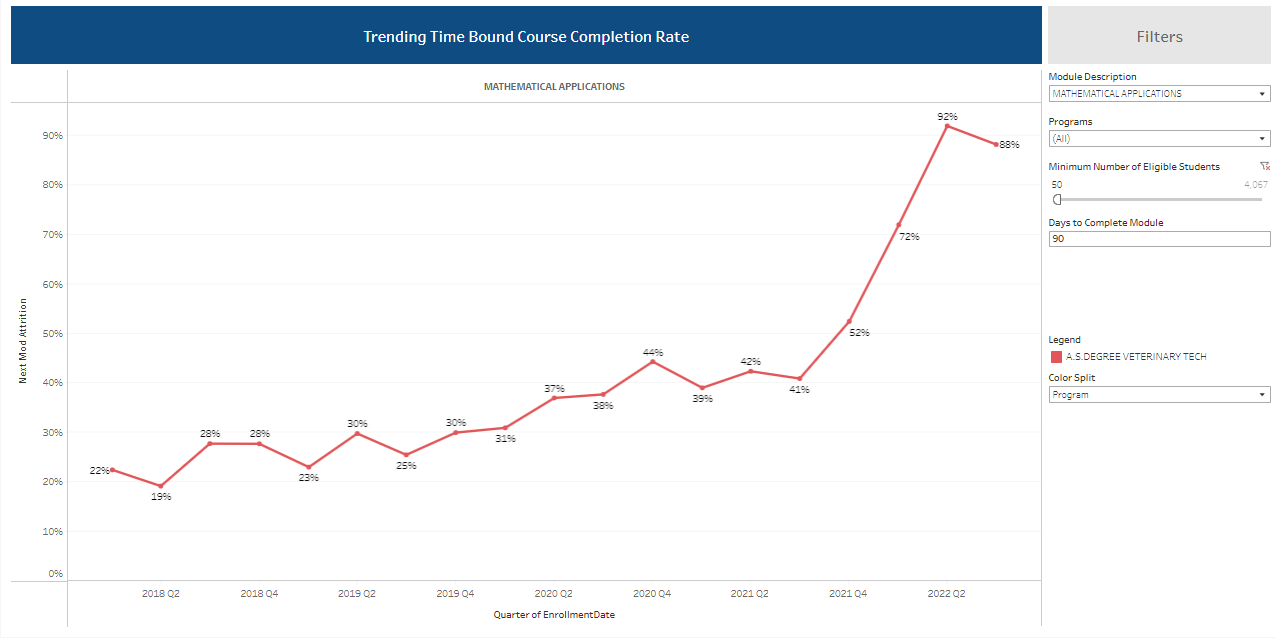 Trending Time Bound Course Completion Rate
Filters
MATHEMATICAL APPLICATIONS
Module Description
MATHEMATICAL APPLICATIONS
Programs
(All)
Minimum Number of Eligible Students
50 4,067
Days to Complete Module
90
Legend
A.S.DEGREE VETERINARY TECH
Color Split
Program
Next Mod Attrition
90%
80%
70%
60%
50%
40%
30%
20%
10%
0%
22%
19%
28%
28%
23%
30%
25%
30%
31%
37%
38%
44%
39%
42%
41%
52%
72%
92%
88%
2018 Q2 2018 Q4 2019 Q2 2019 Q4 2020 Q2 2020 Q4 2021 Q2 2021 Q4 2022 Q2
Quarter of EnrollmentDate